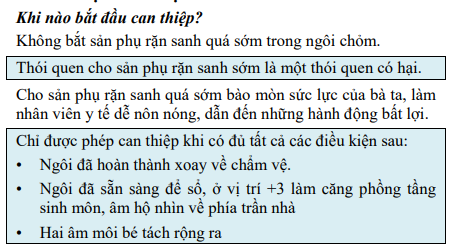 Khi nào bắt đầu can thiệp?
Không bắt sản phụ rặn sanh quá sớm trong ngôi chỏm.
Thói quen cho sản phụ rặn sanh sớm là một thói quen có hại.
Cho sản phụ rặn sanh quá sớm bào mòn sức lực của bà ta, làm
nhân viên y tế dễ nôn nóng, dẫn đến những hành động bất lợi.
Chỉ được phép can thiệp khi có đủ tất cả các điều kiện sau:
• Ngôi đã hoàn thành xoay về chẩm vệ.
• Ngôi đã sẵn sàng để sổ, ở vị trí +3 làm căng phồng tầng
sinh môn, âm hộ nhìn về phía trần nhà
• Hai âm môi bé tách rộng ra